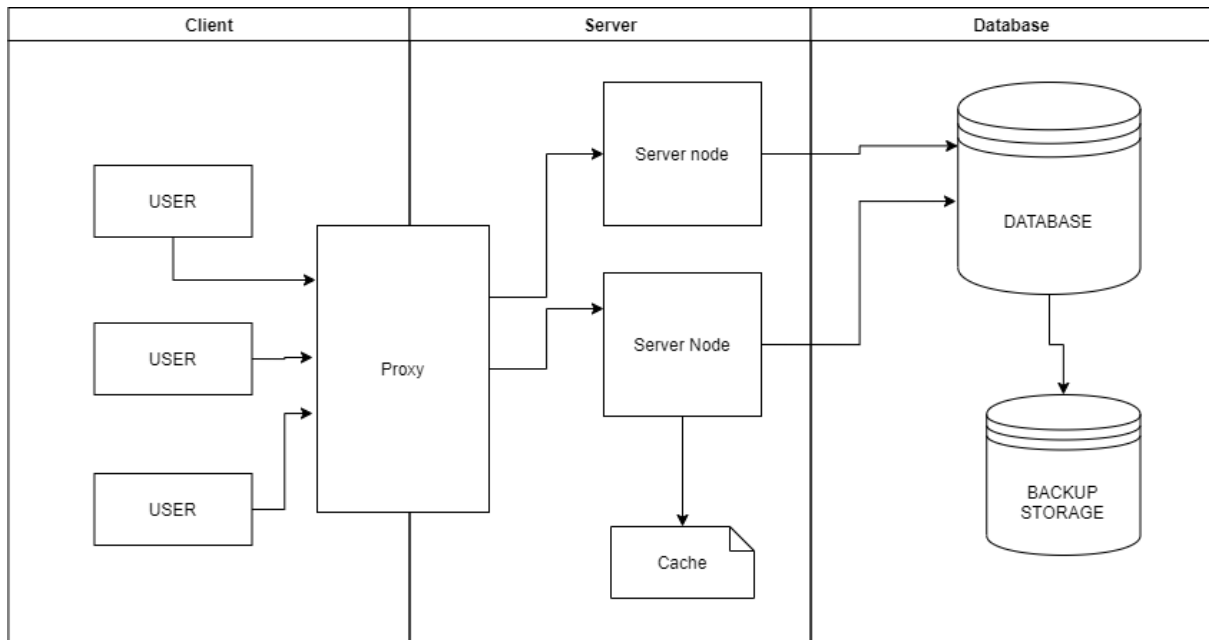 Client
Server
Database
USER
USER
USER
Proxy
Server node
Server Node
Cache
DATABASE
BACKUP
STORAGE